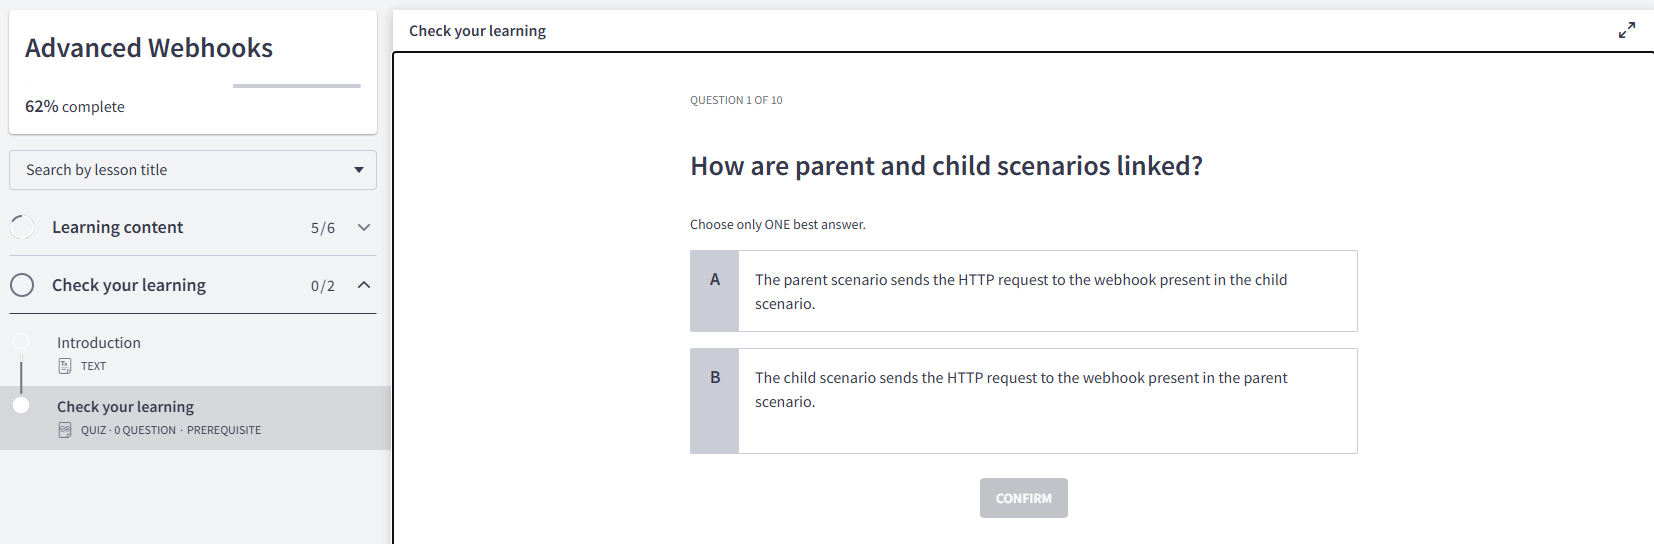 Advanced Webhooks
62% complete
Search by lesson title
Learning content 5/6
Check your learning 0/2
Introduction
TEXT
Check your learning
QUIZ · 0 QUESTION · PREREQUISITE
Check your learning
QUESTION 1 OF 10
How are parent and child scenarios linked?
Choose only ONE best answer.
A
The parent scenario sends the HTTP request to the webhook present in the child
scenario.
B
The child scenario sends the HTTP request to the webhook present in the parent
scenario.
CONFIRM